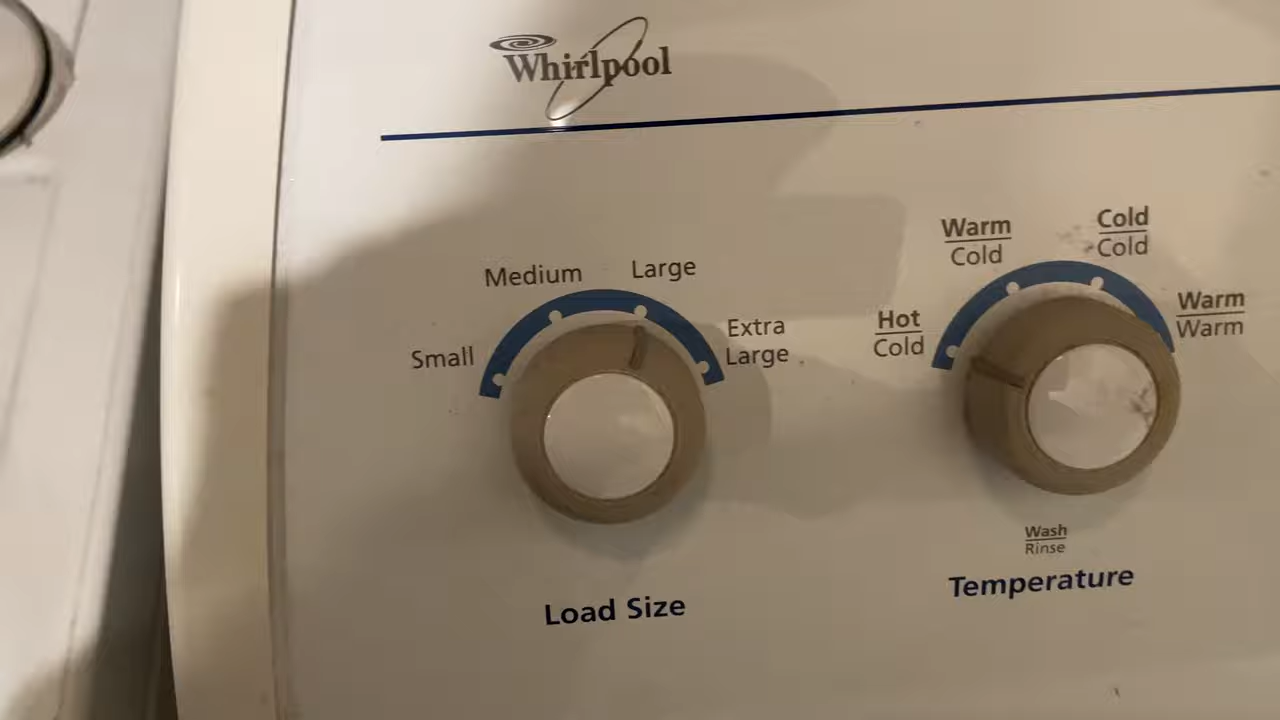 Whirlpool
Medium
Large
Small
Extra
Large
Load Size
Warm
Cold
Cold
Cold
Hot
Cold
Warm
Warm
Wash
Rinse
Temperature